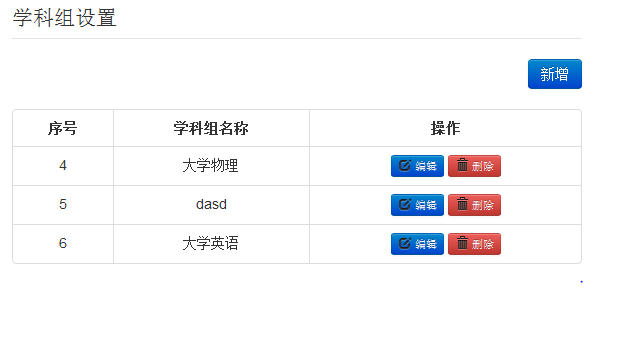 学科组设置
新增
序号 学科组名称 操作
4 大学物理 编辑 删除
5 dasd 编辑 删除
6 大学英语 编辑 删除
.